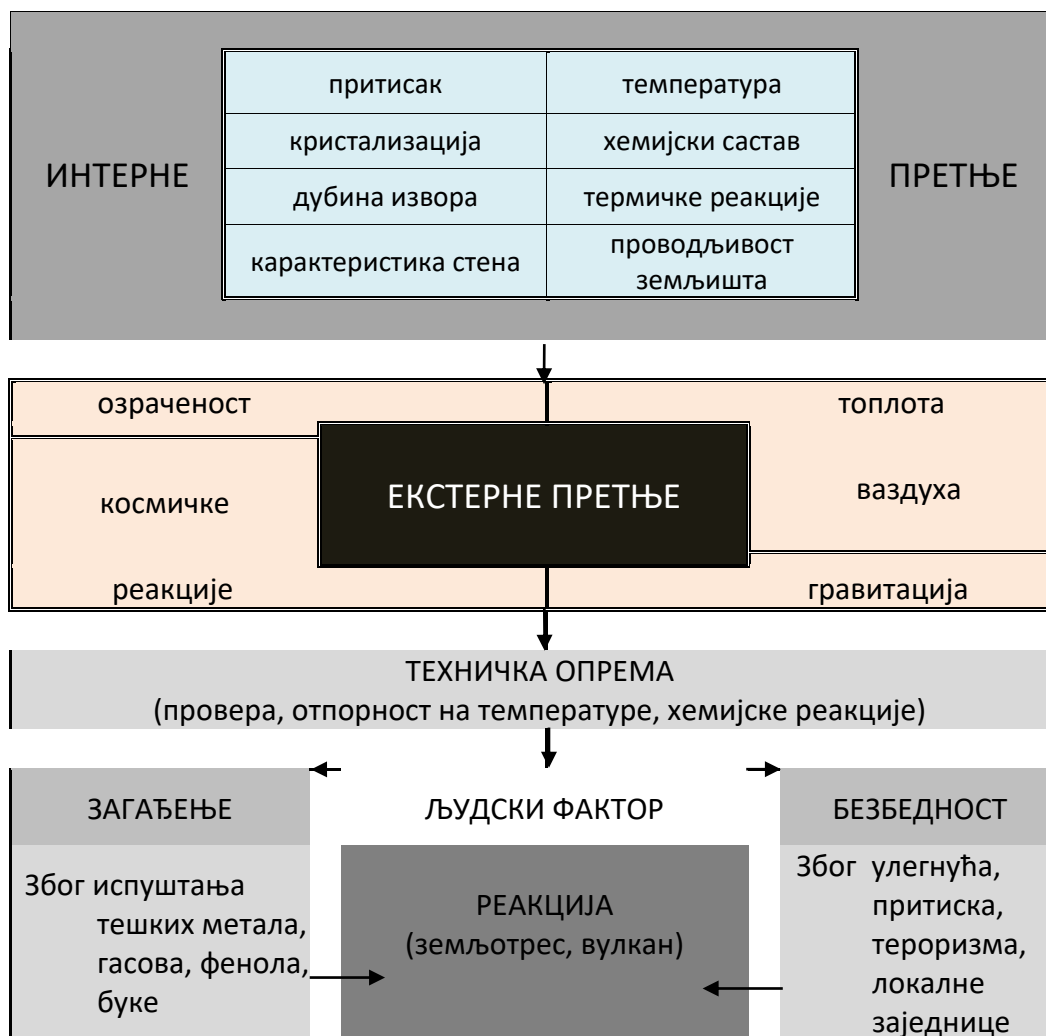 ИНТЕРНЕ
притисак
температура
кристализација
хемијски састав
дубина извора
термичке реакције
карактеристика стена
проводљивост
земљишта
ПРЕТЊЕ
озраченост
топлота
космичке
ЕКСТЕРНЕ ПРЕТЊЕ
ваздуха
реакције
гравитација
ТЕХНИЧКА ОПРЕМА
(провера, отпорност на температуре, хемијске реакције)
ЗАГАЂЕЊЕ
ЉУДСКИ ФАКТОР
БЕЗБЕДНОСТ
Због испуштања
тешких метала,
гасова, фенола,
буке
РЕАКЦИЈА
(земљотрес, вулкан)
Због улегнућа,
притиска,
тероризма,
локалне
заједнице